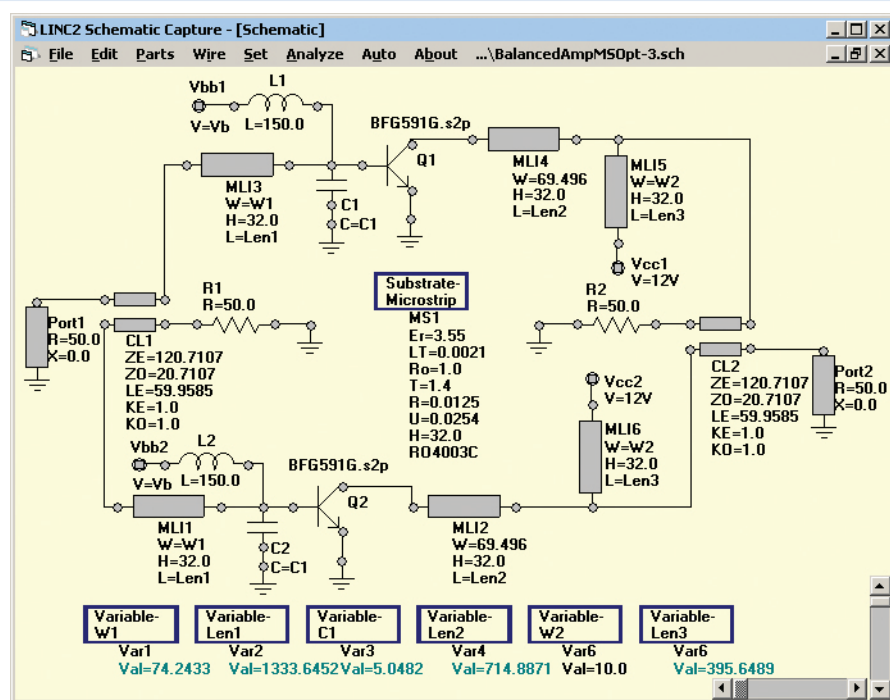 LINC2 Schematic Capture - [Schematic]
File Edit Parts Wire Set Analyze Auto About ...\BalancedAmpMSOpt-3.sch
Vbb1
V=Vb
L1
L=150.0
BFG591G.s2p
Q1
MLI3
W=W1
H=32.0
L=Len1
C1
C=C1
MLI4
W=69.496
H=32.0
L=Len2
MLI5
W=W2
H=32.0
L=Len3
Vcc1
V=12V
Port1
R=50.0
X=0.0
R1
R=50.0
CL1
ZE=120.7107
ZO=20.7107
LE=59.9585
KE=1.0
KO=1.0
Substrate-
Microstrip
MS1
Er=3.55
LT=0.0021
Ro=1.0
T=1.4
R=0.0125
U=0.0254
H=32.0
RO4003C
R2
R=50.0
CL2
ZE=120.7107
ZO=20.7107
LE=59.9585
KE=1.0
KO=1.0
Port2
R=50.0
X=0.0
Vcc2
V=12V
MLI6
W=W2
H=32.0
L=Len3
Vbb2
V=Vb
L2
L=150.0
BFG591G.s2p
Q2
MLI1
W=W1
H=32.0
L=Len1
C2
C=C1
MLI2
W=69.496
H=32.0
L=Len2
Variable-
W1
Var1
Val=74.2433
Variable-
Len1
Var2
Val=1333.6452
Variable-
C1
Var3
Val=5.0482
Variable-
Len2
Var4
Val=714.8871
Variable-
W2
Var6
Val=10.0
Variable-
Len3
Var6
Val=395.6489